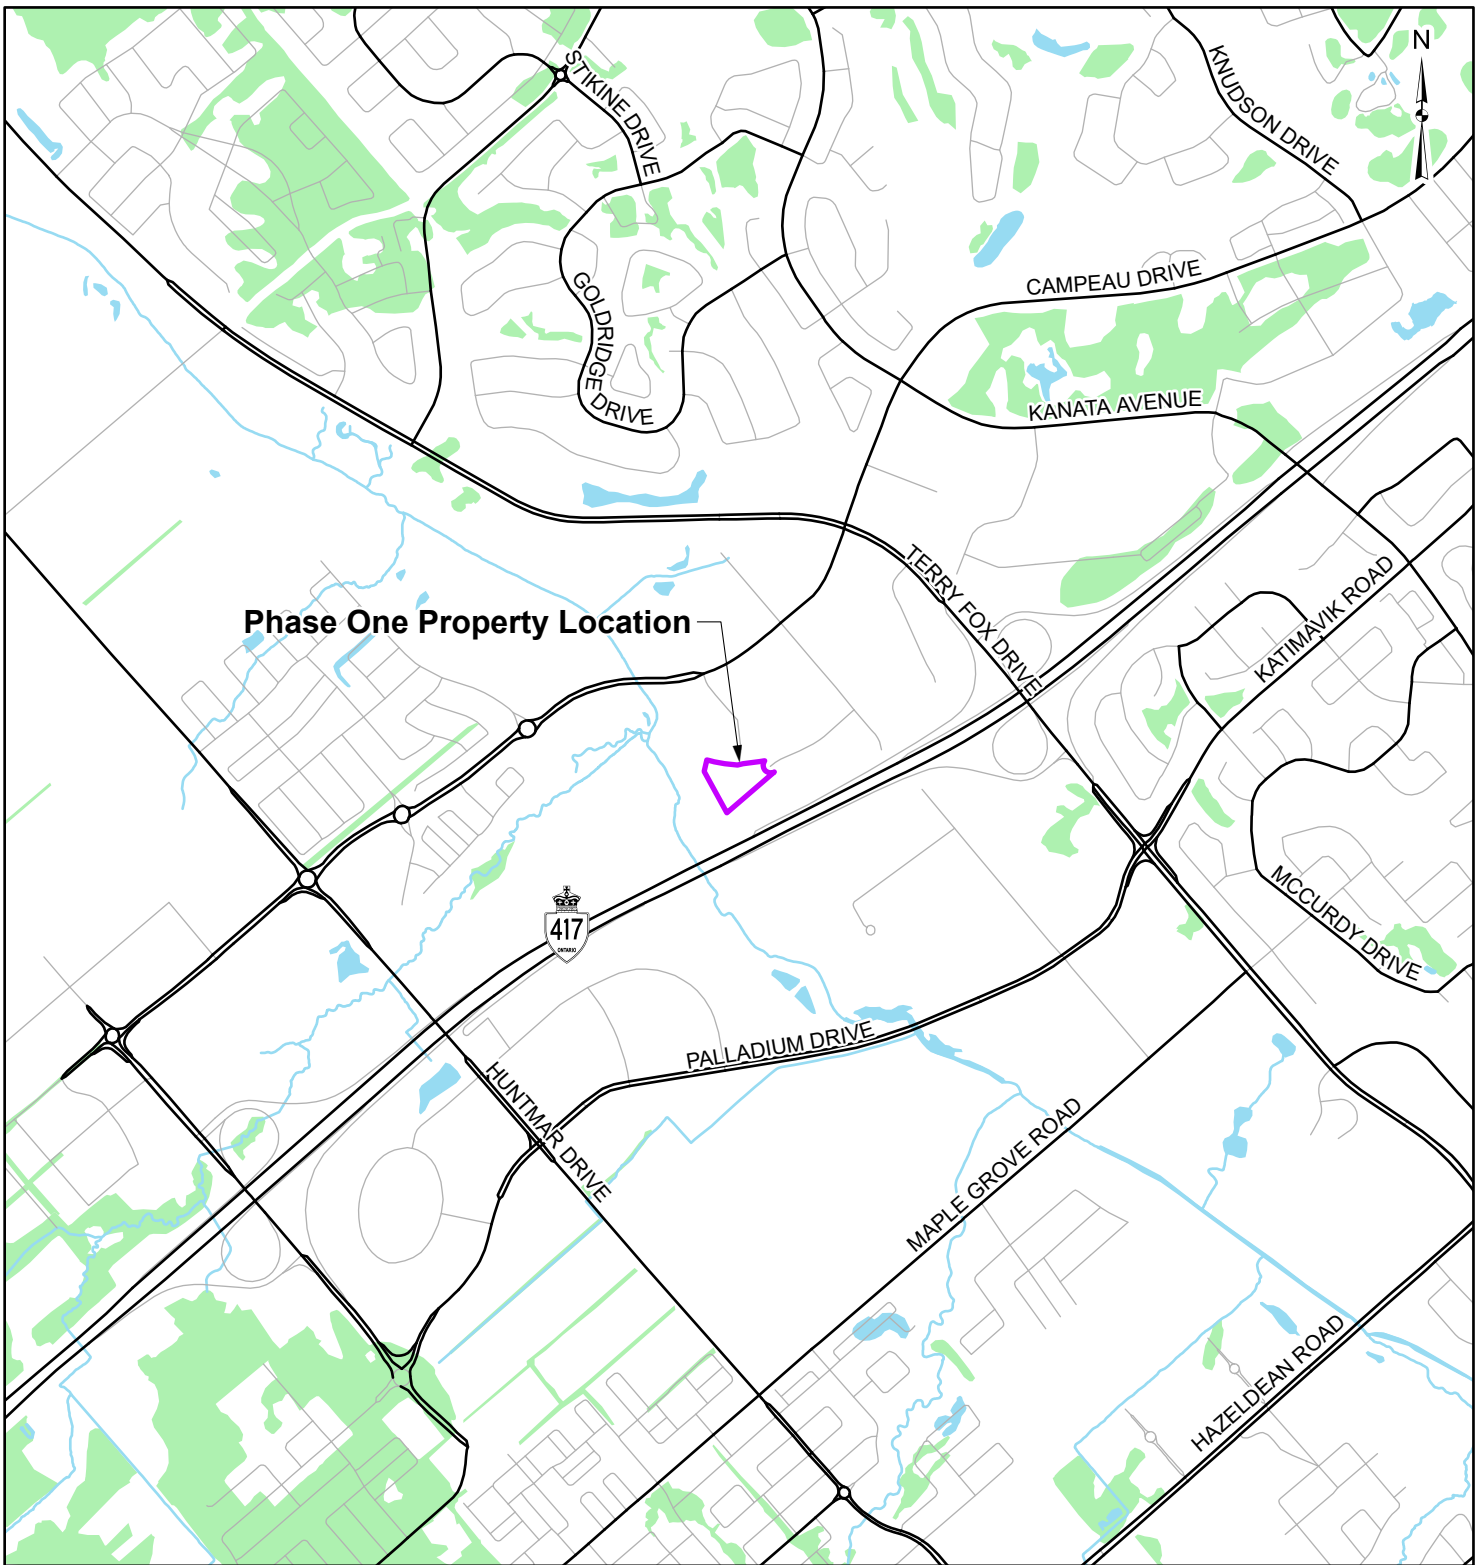 N
STIKINE DRIVE
KNUDSON DRIVE
CAMPEAU DRIVE
GOLDRIDGE DRIVE
KANATA AVENUE
TERRY FOX DRIVE
KATIMAVIK ROAD
Phase One Property Location
MCCURDY DRIVE
417
ONTARIO
PALLADIUM DRIVE
HUNTMAR DRIVE
MAPLE GROVE ROAD
HAZELDEAN ROAD